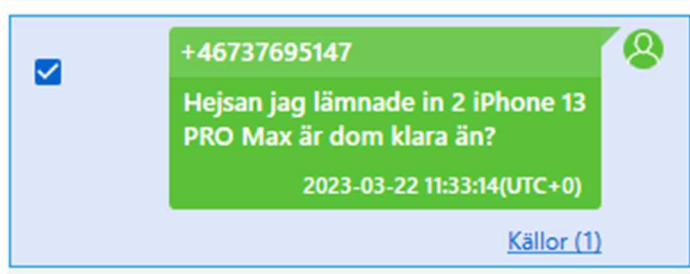 +46737695147
Hejsan jag lämnade in 2 iPhone 13
PRO Max är dom klara än?
2023-03-22 11:33:14(UTC+0)
Källor (1)